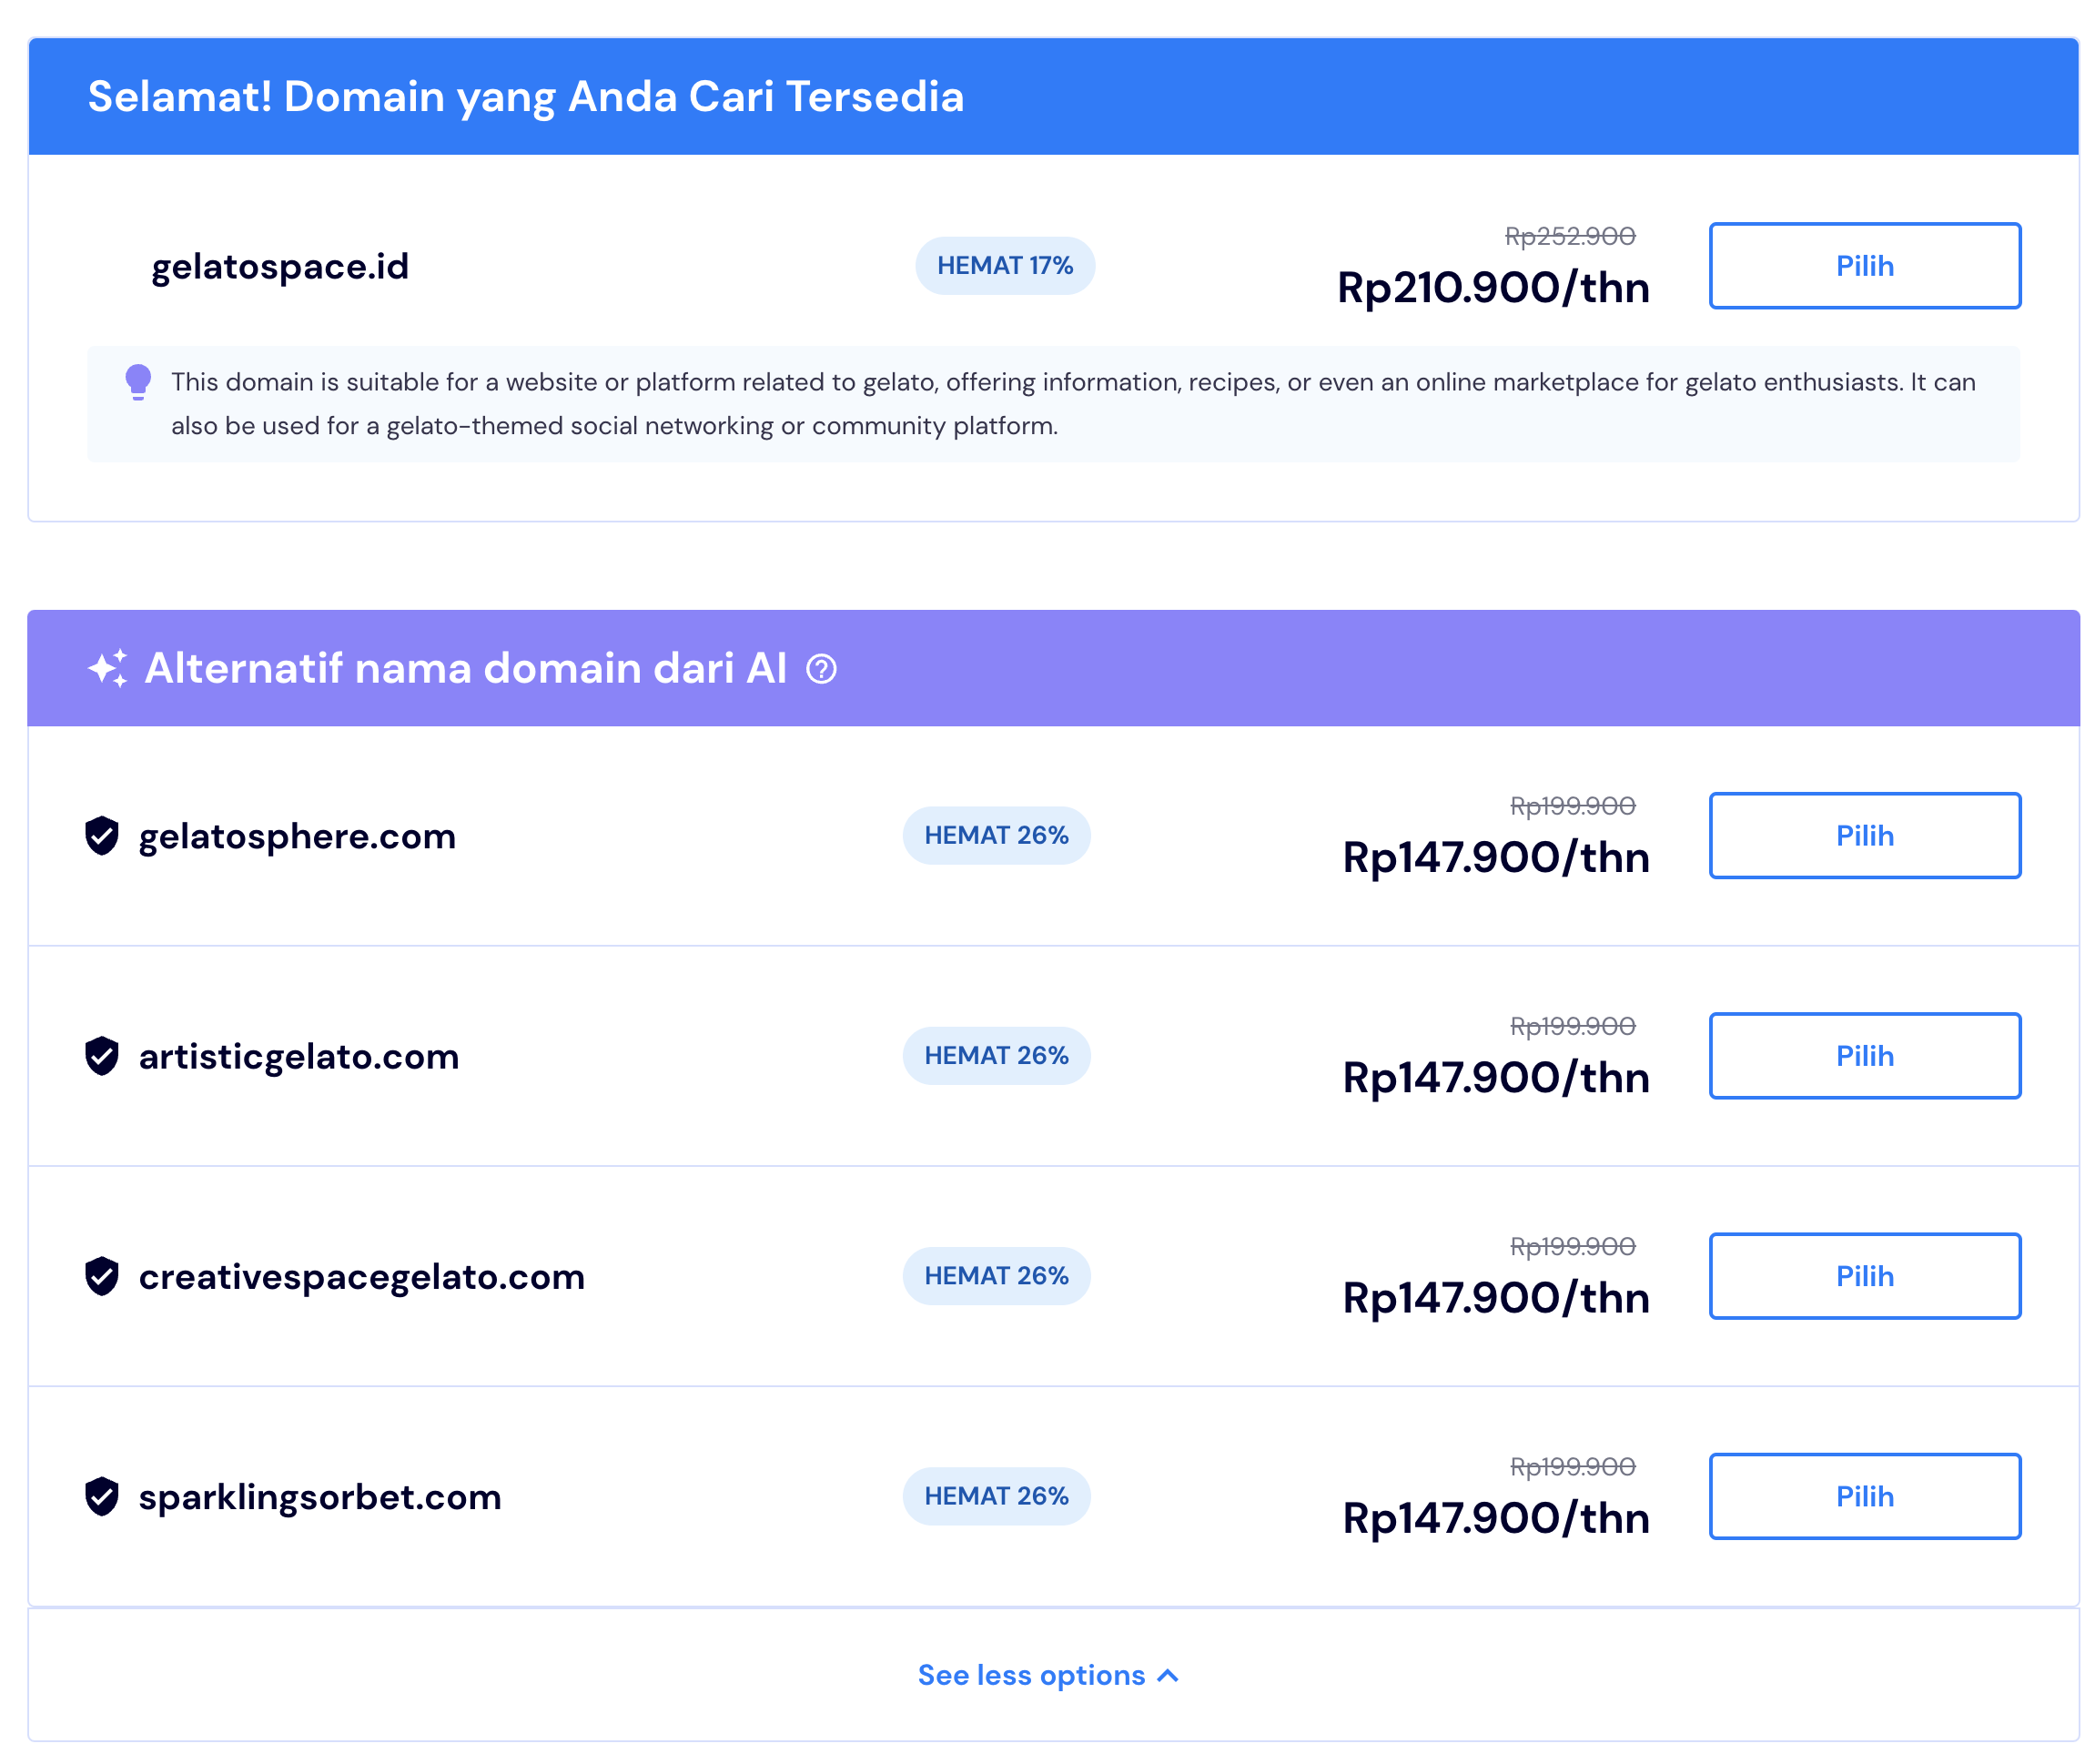 Selamat! Domain yang Anda Cari Tersedia
gelatospace.id
HEMAT 17%
Rp252.900
Rp210.900/thn
Pilih
This domain is suitable for a website or platform related to gelato, offering information, recipes, or even an online marketplace for gelato enthusiasts. It can
also be used for a gelato-themed social networking or community platform.
Alternatif nama domain dari AI
gelatosphere.com
HEMAT 26%
Rp199.900
Rp147.900/thn
Pilih
artisticgelato.com
HEMAT 26%
Rp199.900
Rp147.900/thn
Pilih
creativespacegelato.com
HEMAT 26%
Rp199.900
Rp147.900/thn
Pilih
sparklingsorbet.com
HEMAT 26%
Rp199.900
Rp147.900/thn
Pilih
See less options